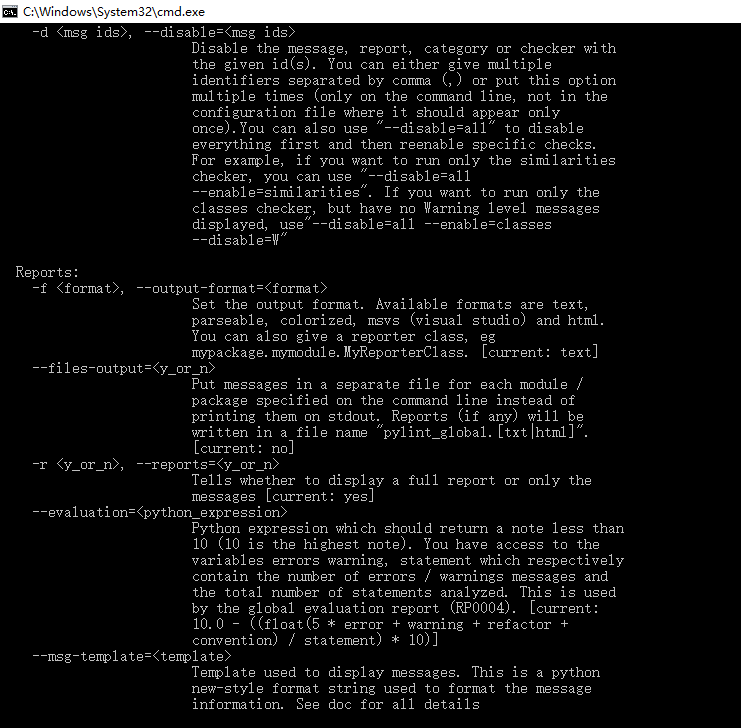 C:\Windows\System32\cmd.exe
-d <msg ids>, --disable=<msg ids>
Disable the message, report, category or checker with
the given id(s). You can either give multiple
identifiers separated by comma (,) or put this option
multiple times (only on the command line, not in the
configuration file where it should appear only
once).You can also use "--disable=all" to disable
everything first and then reenable specific checks.
For example, if you want to run only the similarities
checker, you can use "--disable=all
--enable=similarities". If you want to run only the
classes checker, but have no Warning level messages
displayed, use"--disable=all --enable=classes
--disable=W"
Reports:
-f <format>, --output-format=<format>
Set the output format. Available formats are text,
parseable, colorized, msvs (visual studio) and html.
You can also give a reporter class, eg
mypackage.mymodule.MyReporterClass. [current: text]
--files-output=<y_or_n>
Put messages in a separate file for each module /
package specified on the command line instead of
printing them on stdout. Reports (if any) will be
written in a file name "pylint_global.[txt|html]".
[current: no]
-r <y_or_n>, --reports=<y_or_n>
Tells whether to display a full report or only the
messages [current: yes]
--evaluation=<python_expression>
Python expression which should return a note less than
10 (10 is the highest note). You have access to the
variables errors warning, statement which respectively
contain the number of errors / warnings messages and
the total number of statements analyzed. This is used
by the global evaluation report (RP0004). [current:
10.0 - ((float(5 * error + warning + refactor +
convention) / statement) * 10)]
--msg-template=<template>
Template used to display messages. This is a python
new-style format string used to format the message
information. See doc for all details